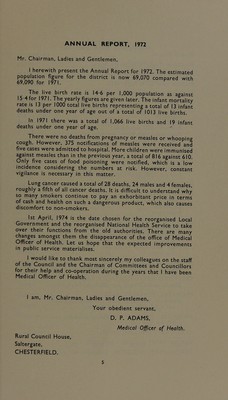 ANNUAL REPORT, 1972
Mr. Chairman, Ladies and Gentlemen,
I herewith present the Annual Report for 1972. The estimated
population figure for the district is now 69,070 compared with
69,090 for 1971.
The live birth rate is 14·6 per 1,000 population as against
15·4 for 1971. The yearly figures are given later. The infant mortality
rate is 13 per 1000 total live births representing a total of 13 infant
deaths under one year of age out of a total of 1013 live births.
In 1971 there was a total of 1,066 live births and 19 infant
deaths under one year of age.
There were no deaths from pregnancy or measles or whooping
cough. However, 375 notifications of measles were received and
five cases were admitted to hospital. More children were immunised
against measles than in the previous year, a total of 816 against 610.
Only five cases of food poisoning were notified, which is a low
incidence considering the numbers at risk. However, constant
vigilance is necessary in this matter.
Lung cancer caused a total of 28 deaths, 24 males and 4 females,
roughly a fifth of all cancer deaths. It is difficult to understand why
so many smokers continue to pay an exhorbitant price in terms
of cash and health on such a dangerous product, which also causes
discomfort to non-smokers.
1st April, 1974 is the date chosen for the reorganised Local
Government and the reorganised National Health Service to take
over their functions from the old authorities. There are many
changes amongst them the disappearance of the office of Medical
Officer of Health. Let us hope that the expected improvements
in public service materialises.
I would like to thank most sincerely my colleagues on the staff
of the Council and the Chairman of Committees and Councillors
for their help and co-operation during the years that I have been
Medical Officer of Health.
I am, Mr. Chairman, Ladies and Gentlemen,
Your obedient servant,
D. P. ADAMS,
Medical Officer of Health.
Rural Council House,
Saltergate,
CHESTERFIELD.
5